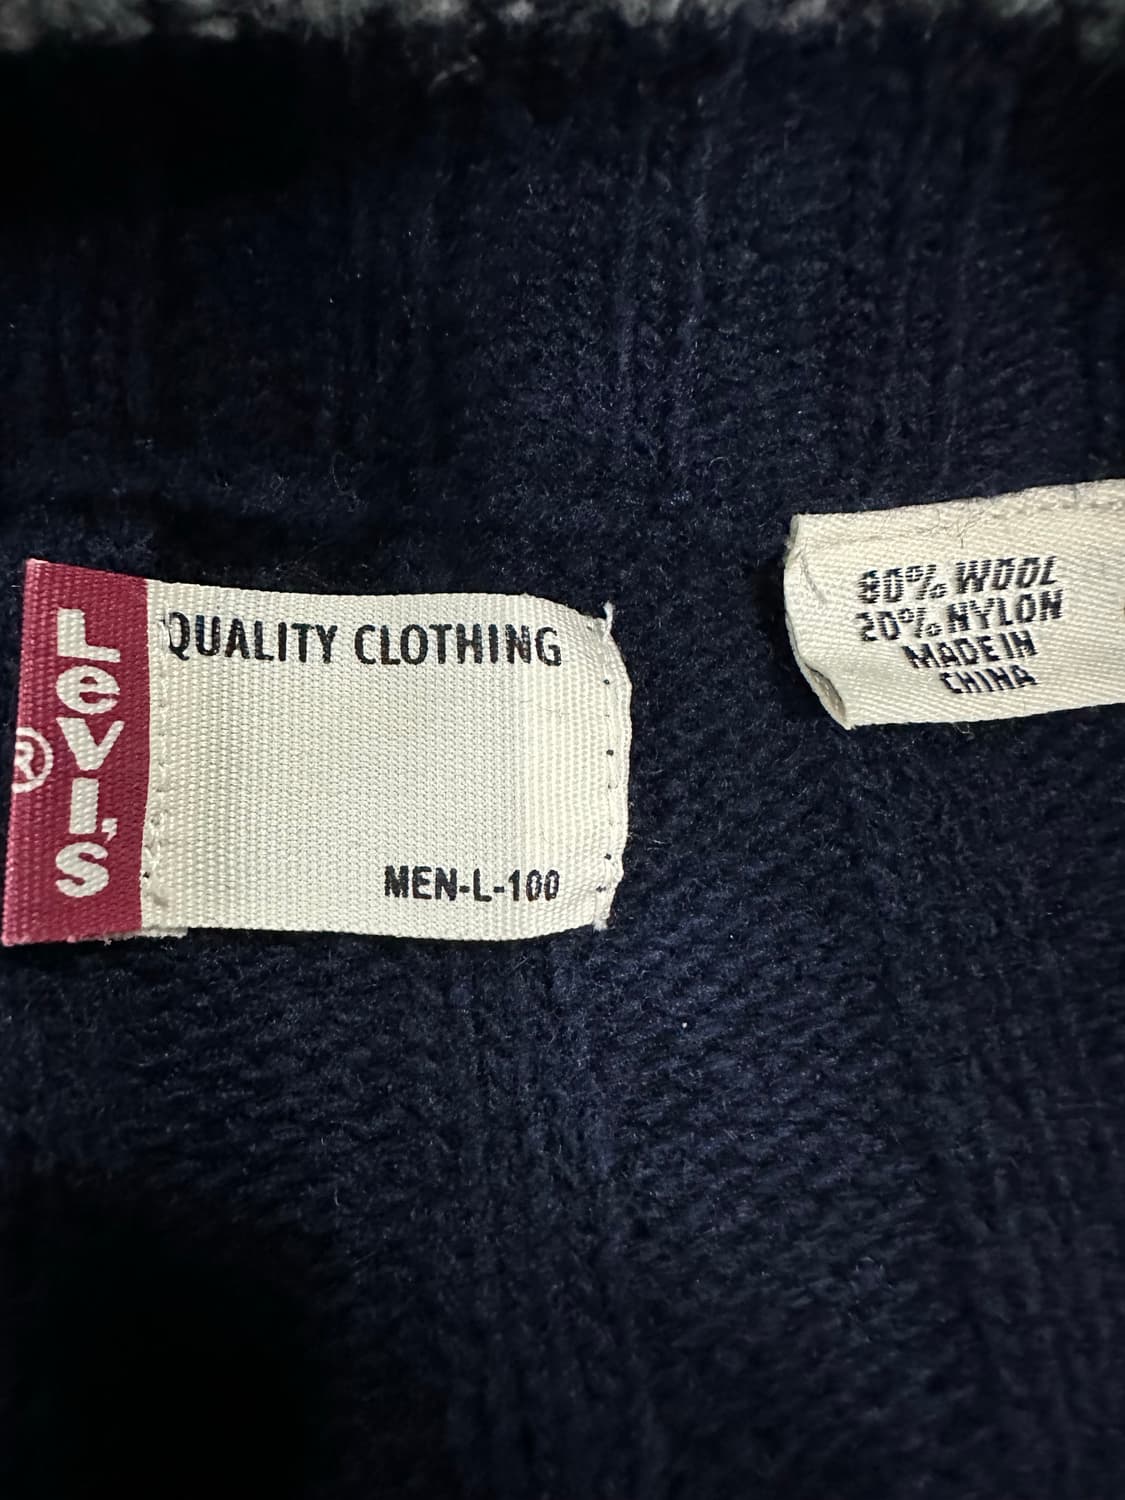 Levi's
®
QUALITY CLOTHING
MEN-L-100
80% WOOL
20% NYLON
MADE IN
CHINA